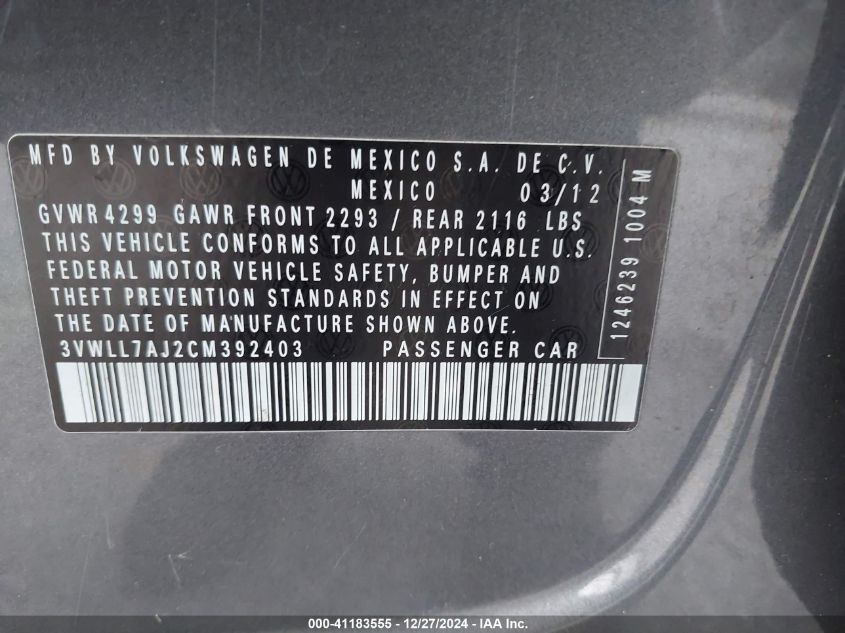 MFD BY VOLKSWAGEN DE MEXICO S.A. DE C.V.
MEXICO 03/12
GVWR 4299 GAWR FRONT 2293 / REAR 2116 LBS
THIS VEHICLE CONFORMS TO ALL APPLICABLE U.S.
FEDERAL MOTOR VEHICLE SAFETY, BUMPER AND
THEFT PREVENTION STANDARDS IN EFFECT ON
THE DATE OF MANUFACTURE SHOWN ABOVE.
3VWLL7AJ2CM392403 PASSENGER CAR
1246239 1004 M
000-41183555 - 12/27/2024 - IAA Inc.